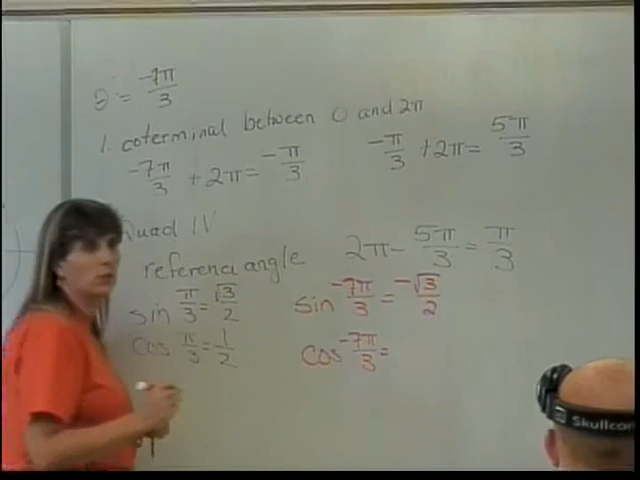 θ = -7π/3
1. coterminal between 0 and 2π
-7π/3 + 2π = -π/3
-π/3 + 2π = 5π/3
Quad IV
reference angle 2π - 5π/3 = π/3
sin π/3 = √3/2
sin -7π/3 = -√3/2
cos π/3 = 1/2
cos -7π/3 =
Skullcan